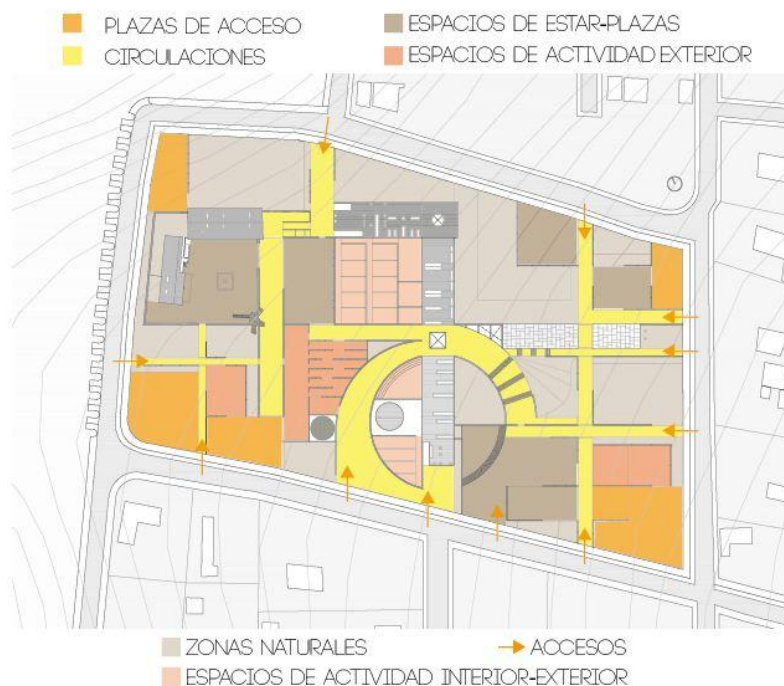 PLAZAS DE ACCESO
CIRCULACIONES
ESPACIOS DE ESTAR-PLAZAS
ESPACIOS DE ACTIVIDAD EXTERIOR
ZONAS NATURALES
ACCESOS
ESPACIOS DE ACTIVIDAD INTERIOR-EXTERIOR